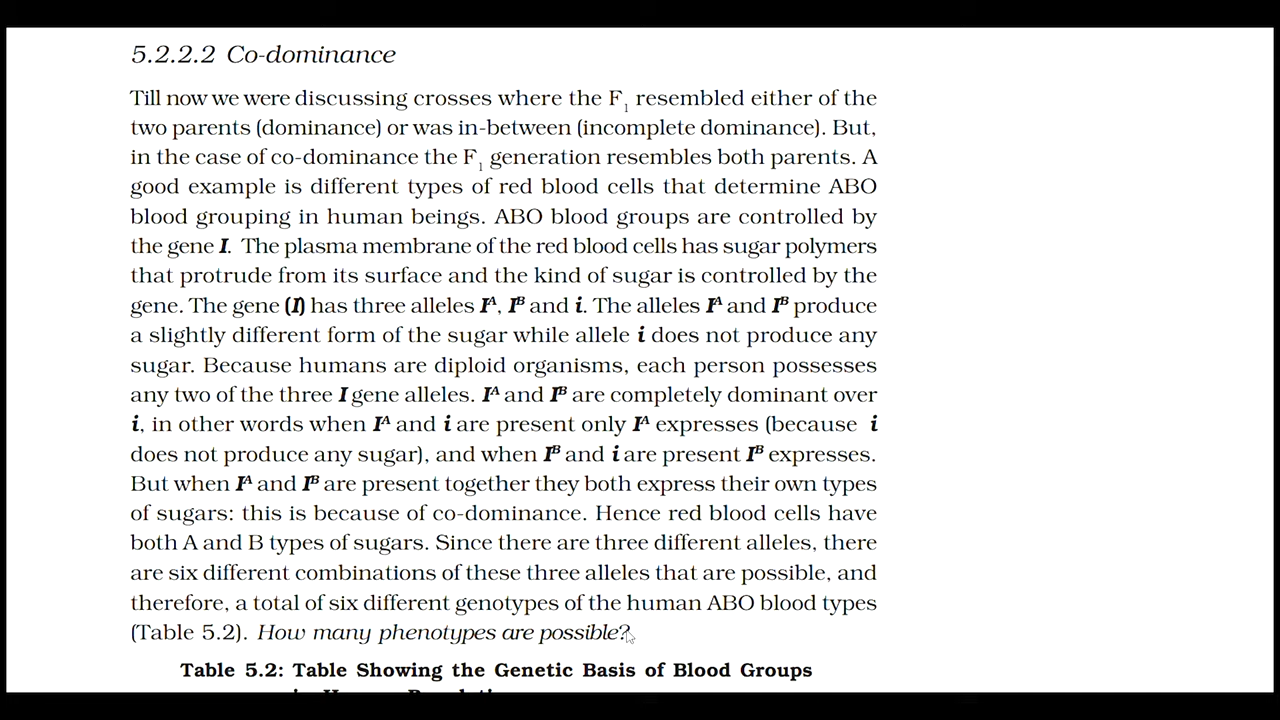 5.2.2.2 Co-dominance
Till now we were discussing crosses where the F1 resembled either of the
two parents (dominance) or was in-between (incomplete dominance). But,
in the case of co-dominance the F1 generation resembles both parents. A
good example is different types of red blood cells that determine ABO
blood grouping in human beings. ABO blood groups are controlled by
the gene I. The plasma membrane of the red blood cells has sugar polymers
that protrude from its surface and the kind of sugar is controlled by the
gene. The gene (I) has three alleles Iᴬ, Iᴮ and i. The alleles Iᴬ and Iᴮ produce
a slightly different form of the sugar while allele i does not produce any
sugar. Because humans are diploid organisms, each person possesses
any two of the three I gene alleles. Iᴬ and Iᴮ are completely dominant over
i, in other words when Iᴬ and i are present only Iᴬ expresses (because i
does not produce any sugar), and when Iᴮ and i are present Iᴮ expresses.
But when Iᴬ and Iᴮ are present together they both express their own types
of sugars: this is because of co-dominance. Hence red blood cells have
both A and B types of sugars. Since there are three different alleles, there
are six different combinations of these three alleles that are possible, and
therefore, a total of six different genotypes of the human ABO blood types
(Table 5.2). How many phenotypes are possible?
Table 5.2: Table Showing the Genetic Basis of Blood Groups